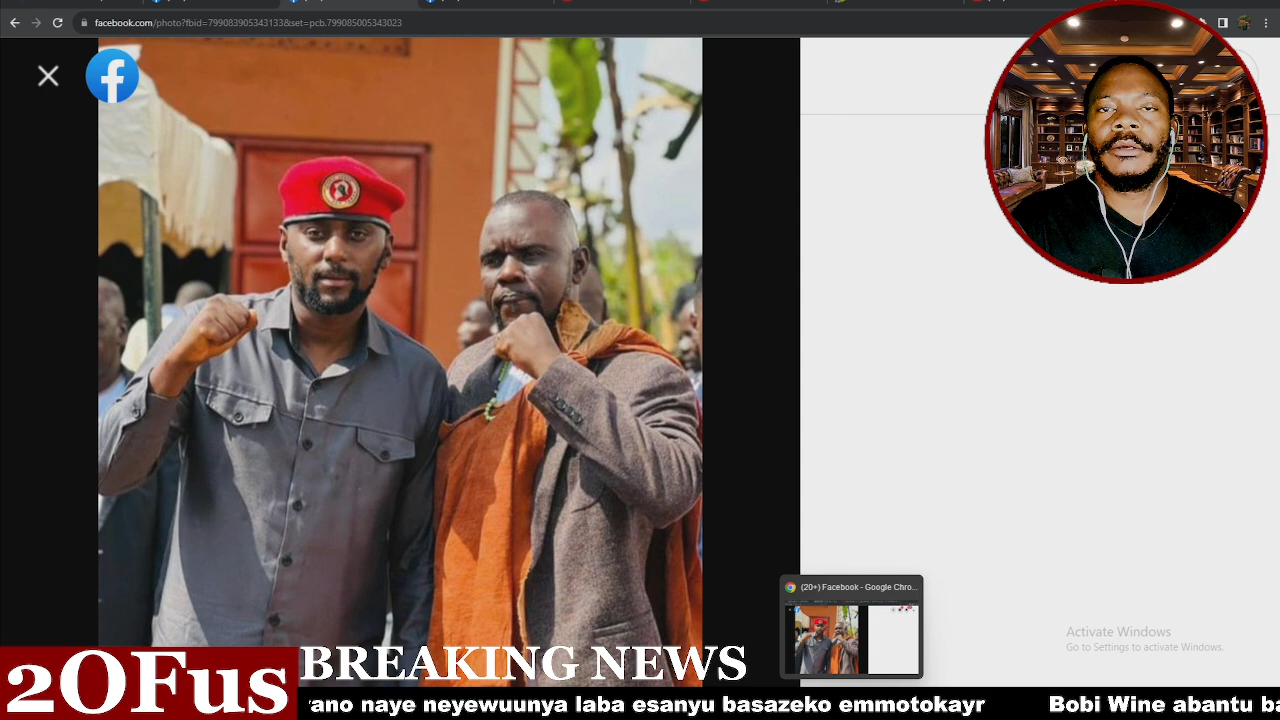 facebook.com/photo?fbid=799083905343133&set=pcb.799085005343023
(20+) Facebook - Google Chro...
Activate Windows
Go to Settings to activate Windows.
2OFus
BREAKING NEWS
ano naye neyewuunya laba esanyu basazeko emmotokayr
Bobi Wine abantu ba